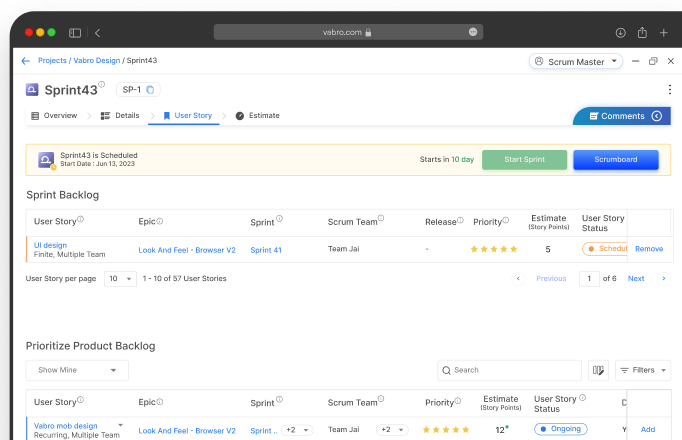 vabro.com
Projects / Vabro Design / Sprint43
Scrum Master
Sprint43
SP-1
Overview
Details
User Story
Estimate
Comments
Sprint43 is Scheduled
Start Date : Jun 13, 2023
Starts in 10 day
Start Sprint
Scrumboard
Sprint Backlog
User Story
Epic
Sprint
Scrum Team
Release
Priority
Estimate
(Story Points)
User Story
Status
UI design
Finite, Multiple Team
Look And Feel - Browser V2
Sprint 41
Team Jai
-
5
Schedul
Remove
User Story per page
10
1 - 10 of 57 User Stories
Previous
1
of 6
Next
Prioritize Product Backlog
Show Mine
Search
Filters
User Story
Epic
Sprint
Scrum Team
Priority
Estimate
(Story Points)
User Story
Status
Vabro mob design
Recurring, Multiple Team
Look And Feel - Browser V2
Sprint ..
+2
Team Jai
+2
12
Ongoing
Y
Add